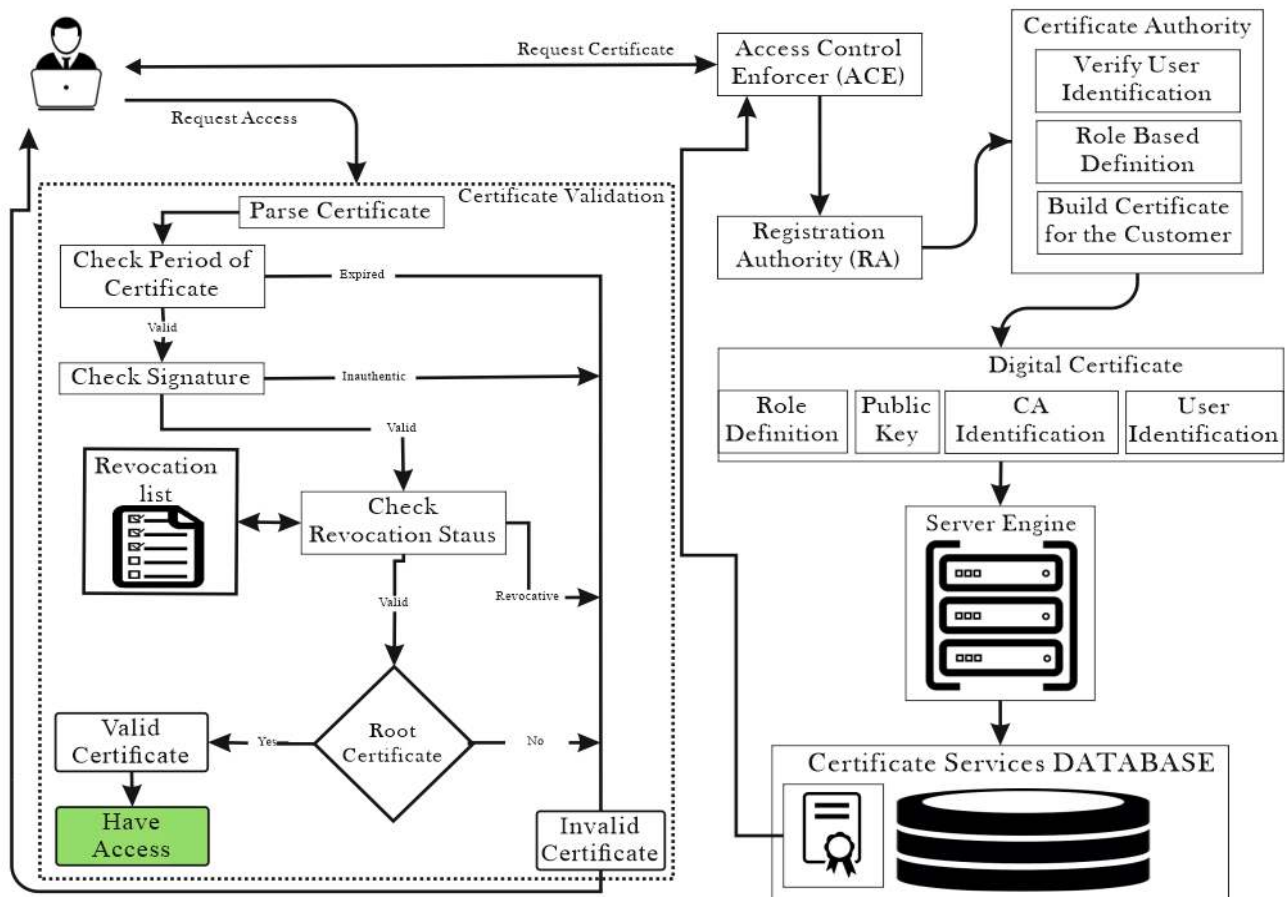 Request Certificate
Request Access
Access Control
Enforcer (ACE)
Registration
Authority (RA)
Certificate Authority
Verify User
Identification
Role Based
Definition
Build Certificate
for the Customer
Certificate Validation
Parse Certificate
Check Period of
Certificate
Expired
Valid
Check Signature
Inauthentic
Valid
Revocation
list
Check
Revocation Staus
Revocative
Valid
Root
Certificate
Yes
No
Valid
Certificate
Have
Access
Invalid
Certificate
Digital Certificate
Role
Definition
Public
Key
CA
Identification
User
Identification
Server Engine
Certificate Services DATABASE